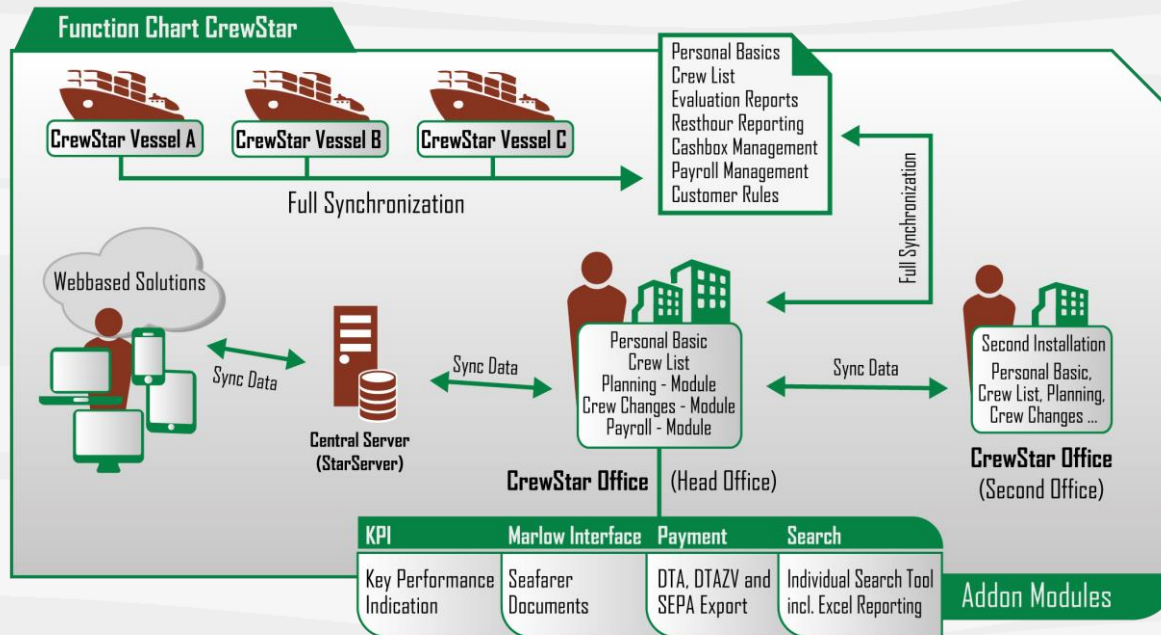 Function Chart CrewStar
CrewStar Vessel A
CrewStar Vessel B
CrewStar Vessel C
Full Synchronization
Personal Basics
Crew List
Evaluation Reports
Resthour Reporting
Cashbox Management
Payroll Management
Customer Rules
Full Synchronization
Webbased Solutions
Sync Data
Central Server
(StarServer)
Sync Data
Personal Basic
Crew List
Planning - Module
Crew Changes - Module
Payroll - Module
CrewStar Office (Head Office)
Sync Data
Second Installation
Personal Basic,
Crew List, Planning,
Crew Changes ...
CrewStar Office
(Second Office)
KPI
Key Performance
Indication
Marlow Interface
Seafarer
Documents
Payment
DTA, DTAZV and
SEPA Export
Search
Individual Search Tool
incl. Excel Reporting
Addon Modules